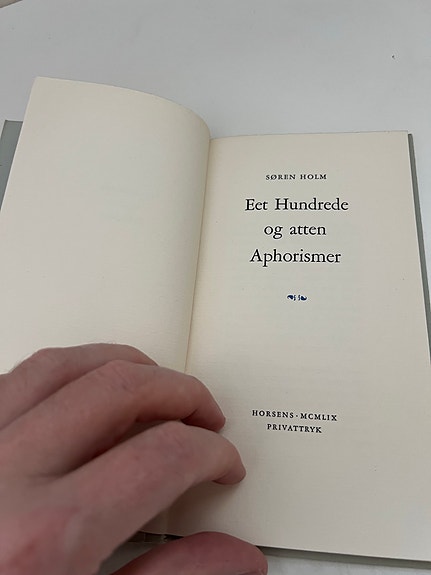 SØREN HOLM
Eet Hundrede
og atten
Aphorismer
HORSENS · MCMLIX
PRIVATTRYK